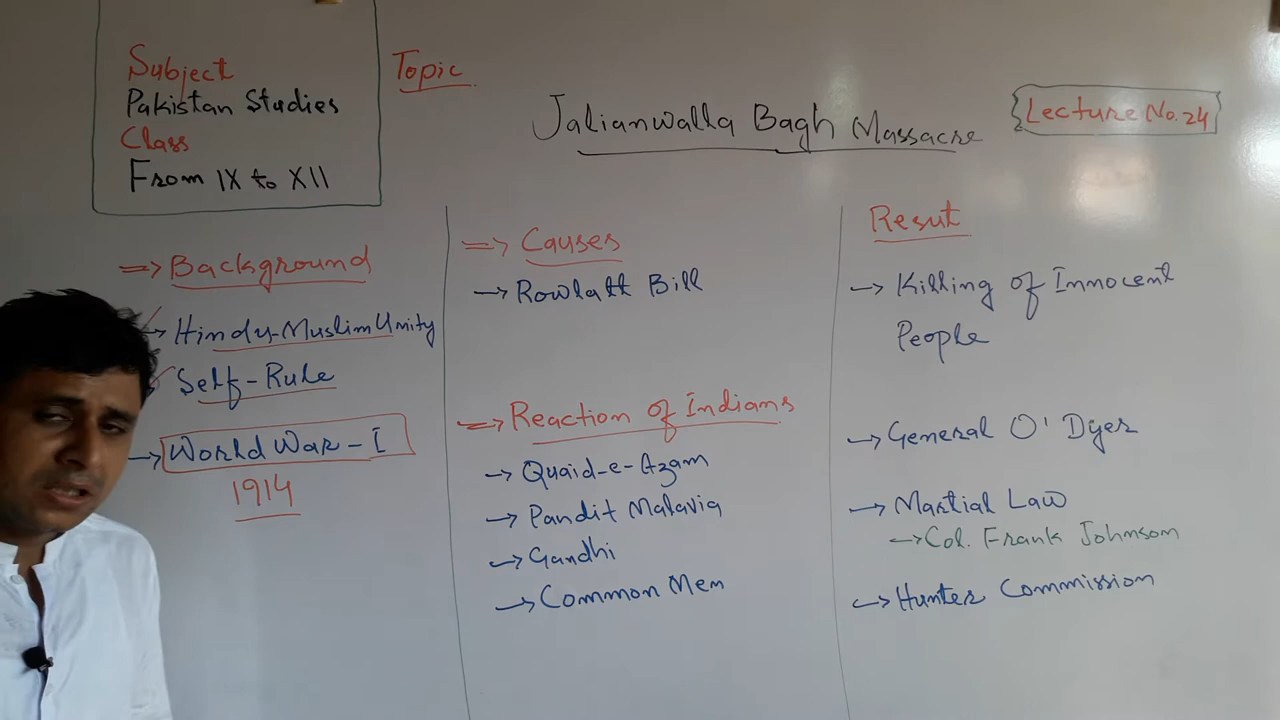 Subject
Pakistan Studies
Class
From IX to XII
Topic
Jalianwalla Bagh Massacre
Lecture No.24
=> Background
→ Hindu-Muslim Unity
Self-Rule
→ World War-I
1914
=> Causes
→ Rowlatt Bill
=> Reaction of Indians
→ Quaid-e-Azam
→ Pandit Malavia
→ Gandhi
→ Common Men
Result
→ Killing of Innocent
People
→ General O'Dyer
→ Martial Law
→ Col. Frank Johnson
→ Hunter Commission